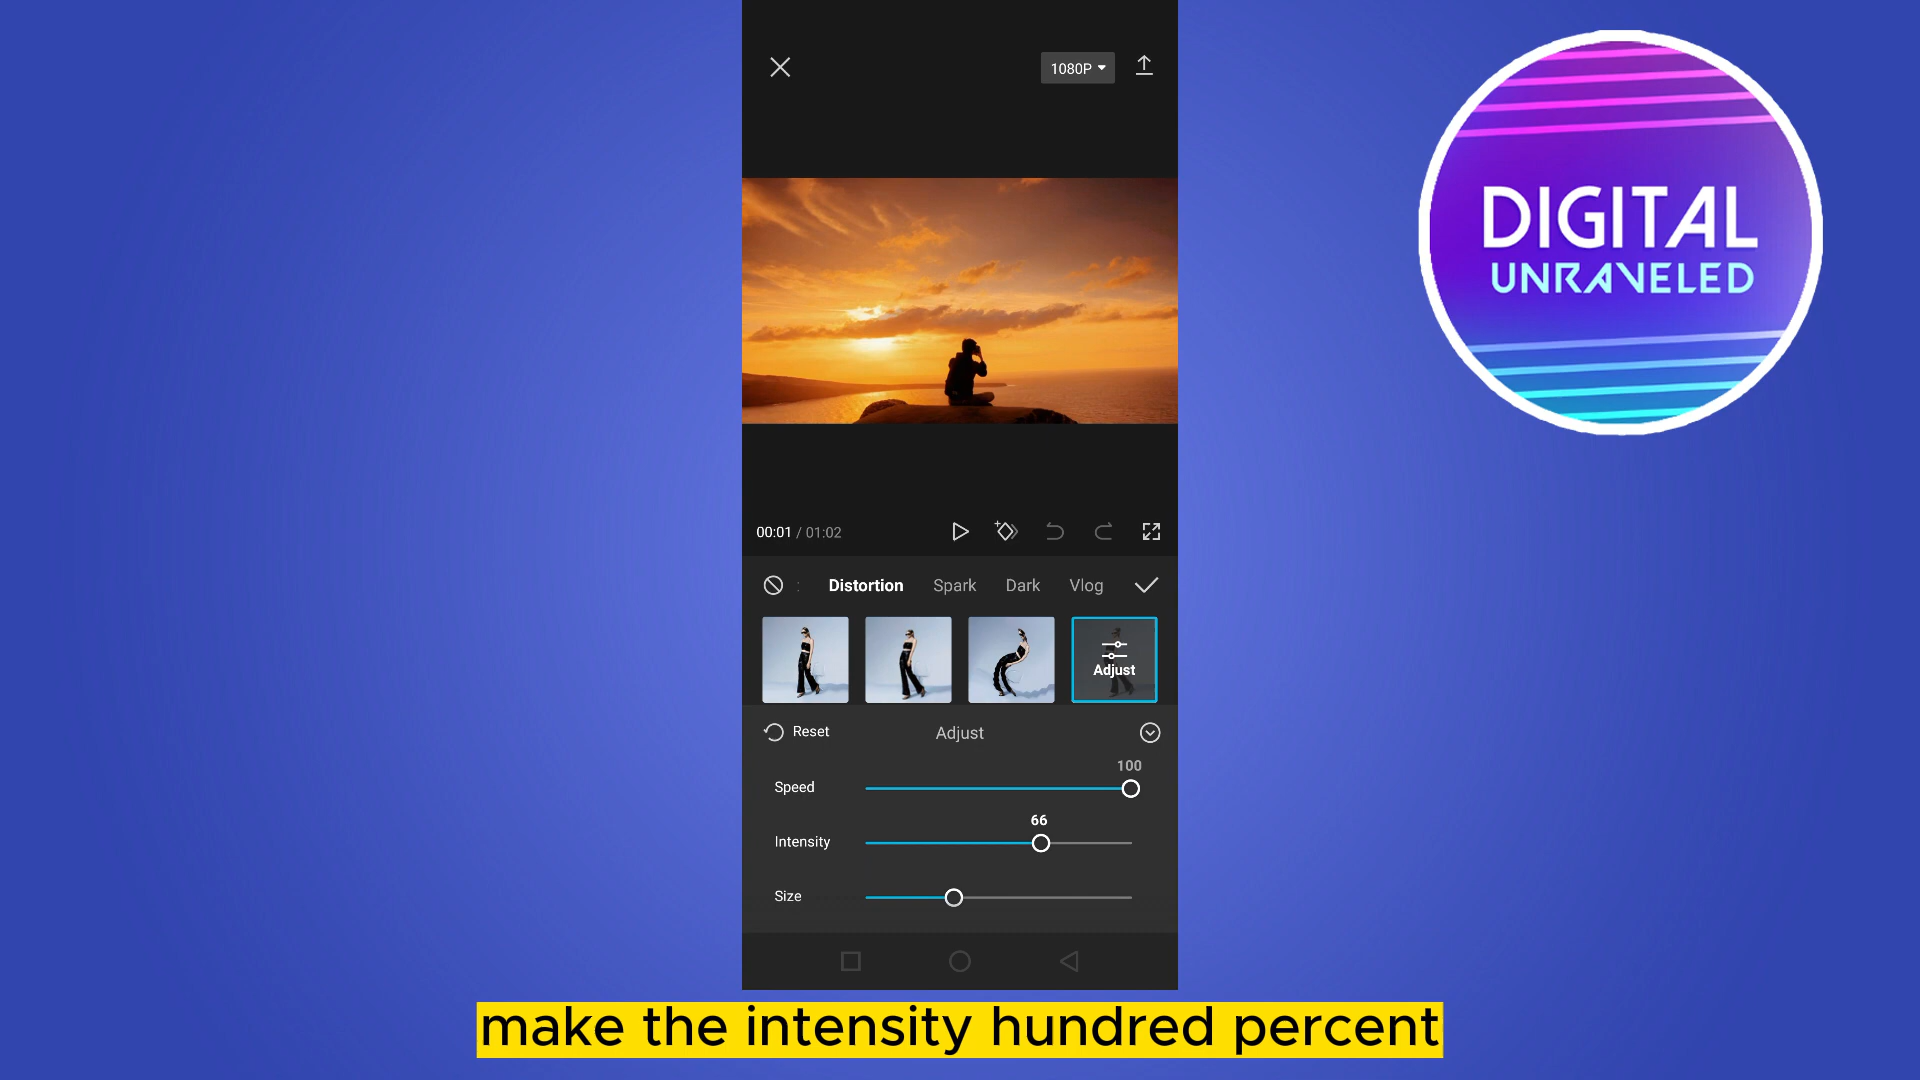 1080P
DIGITAL
UNRAVELED
00:01 / 01:02
Distortion Spark Dark Vlog
Adjust
Reset Adjust
100
Speed
66
Intensity
Size
make the intensity hundred percent